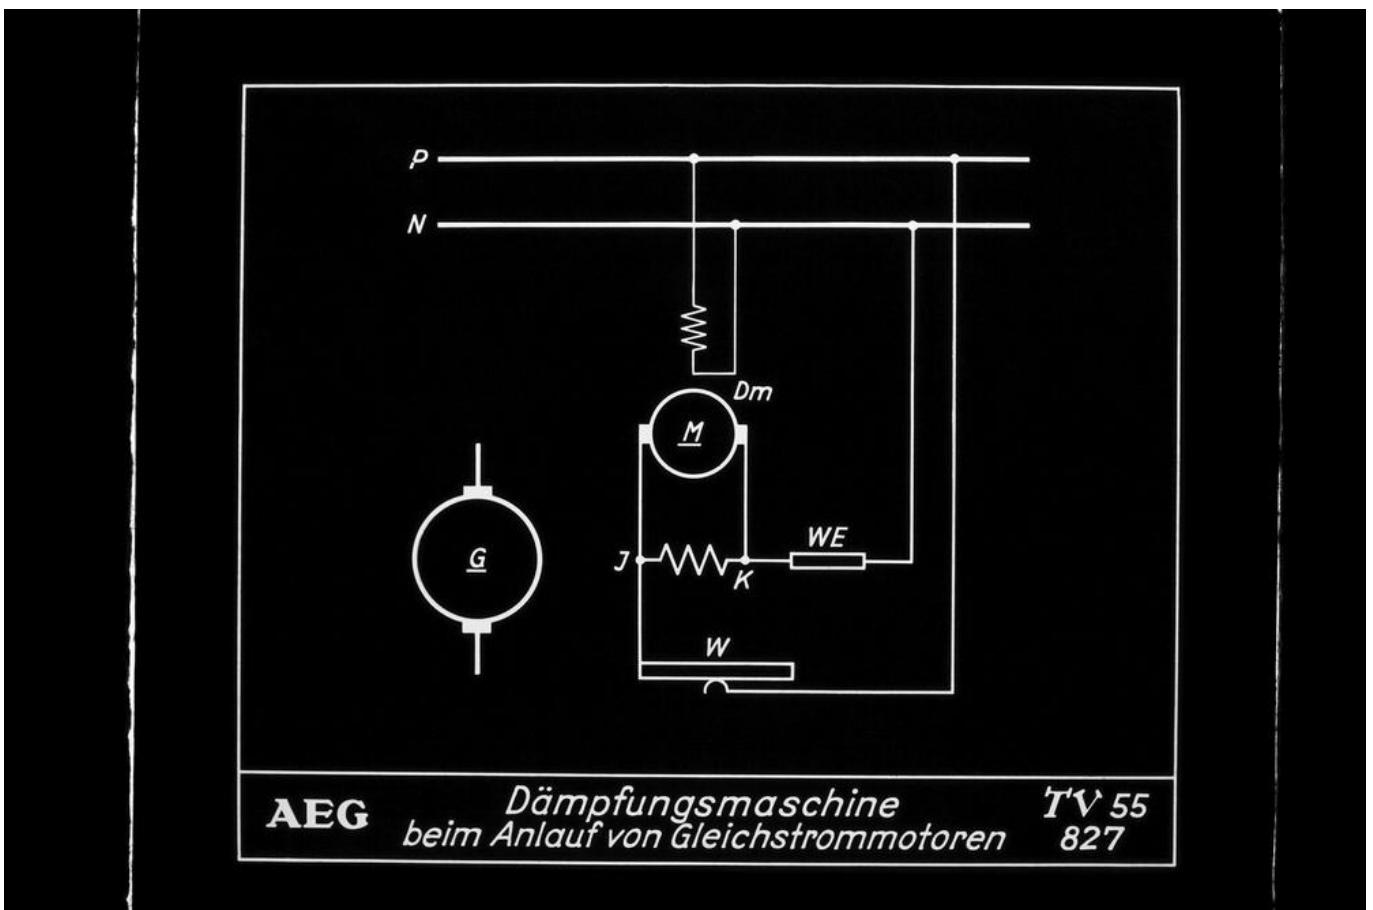 P
N
Dm
M
G
J
K
WE
W
AEG
Dämpfungsmaschine
beim Anlauf von Gleichstrommotoren
TV 55
827